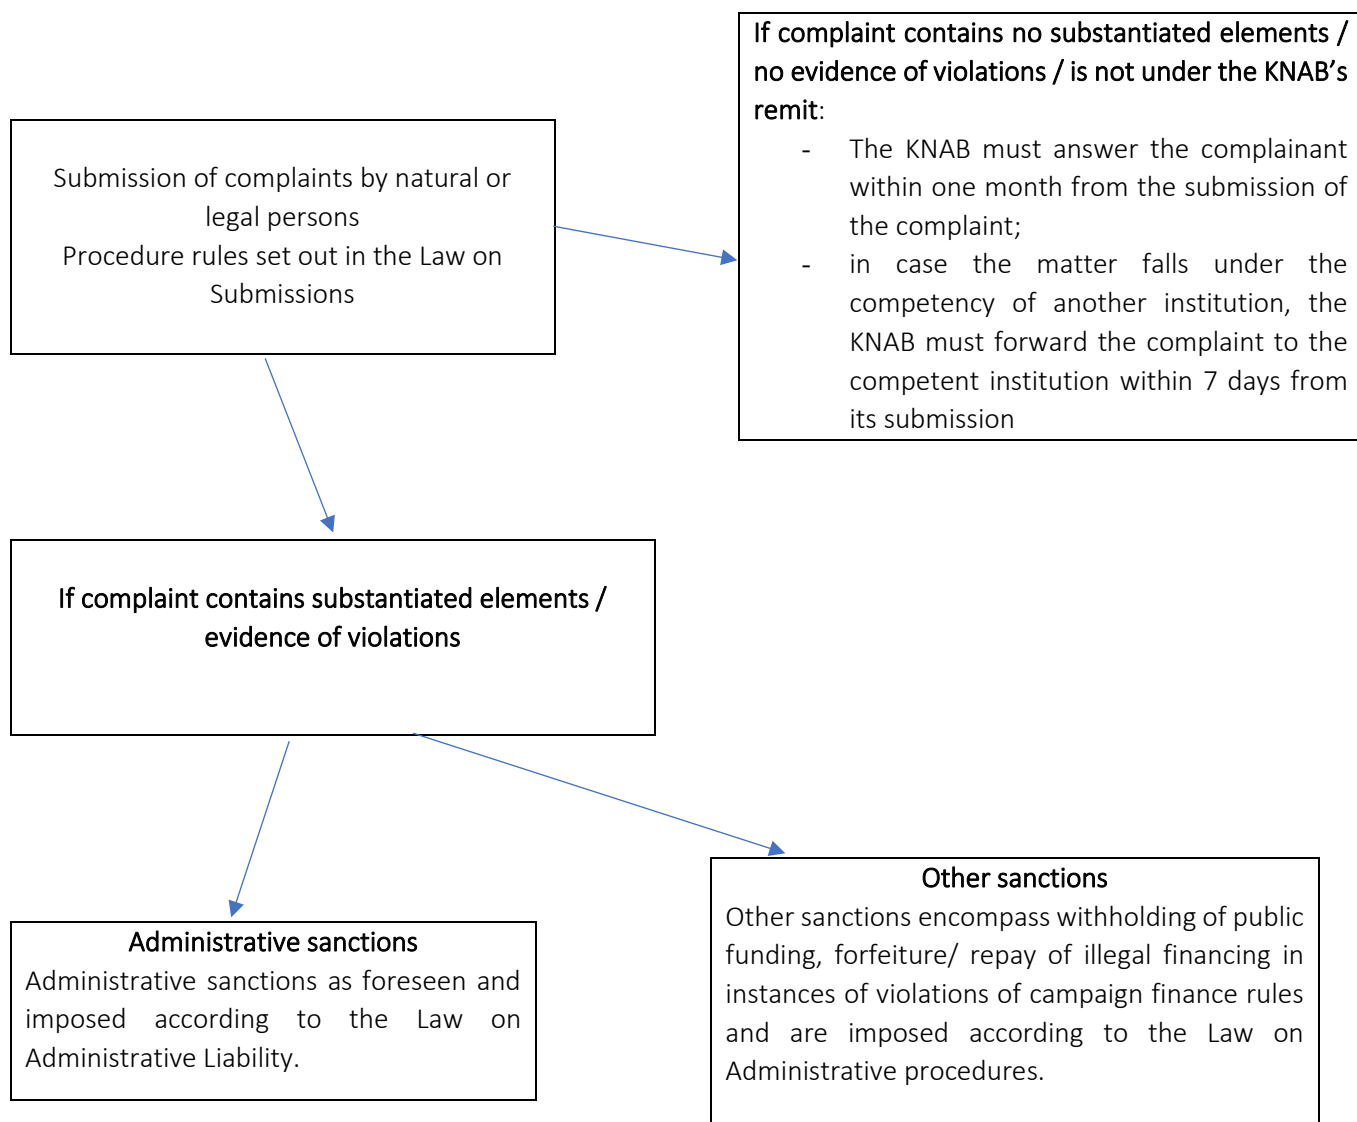 Submission of complaints by natural or
legal persons
Procedure rules set out in the Law on
Submissions
If complaint contains no substantiated elements /
no evidence of violations / is not under the KNAB’s
remit:
- The KNAB must answer the complainant
within one month from the submission of
the complaint;
- in case the matter falls under the
competency of another institution, the
KNAB must forward the complaint to the
competent institution within 7 days from
its submission
If complaint contains substantiated elements /
evidence of violations
Administrative sanctions
Administrative sanctions as foreseen and
imposed according to the Law on
Administrative Liability.
Other sanctions
Other sanctions encompass withholding of public
funding, forfeiture/ repay of illegal financing in
instances of violations of campaign finance rules
and are imposed according to the Law on
Administrative procedures.